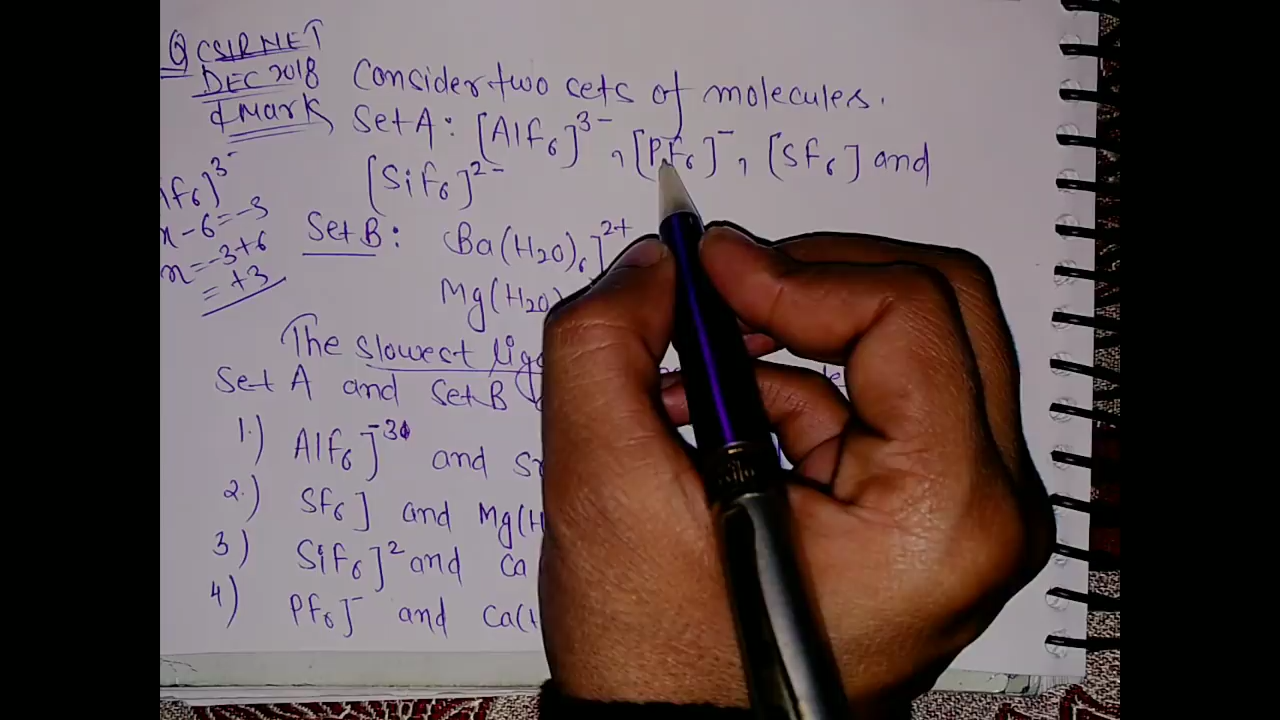 Q CSIR NET
DEC 2018
Consider two sets of molecules.
Mark
Set A: [AlF6]3-, [PF6]-, [SF6] and
[SiF6]2-
F6)3-
x-6=-3
x=-3+6
=+3
Set B: Ba(H2O)6]2+
Mg(H2O)
The slowest
Set A and Set B
1.) AlF6]-3 and
2.) SF6] and Mg(H
3) SiF6]2 and Ca
4) PF6]- and Ca(